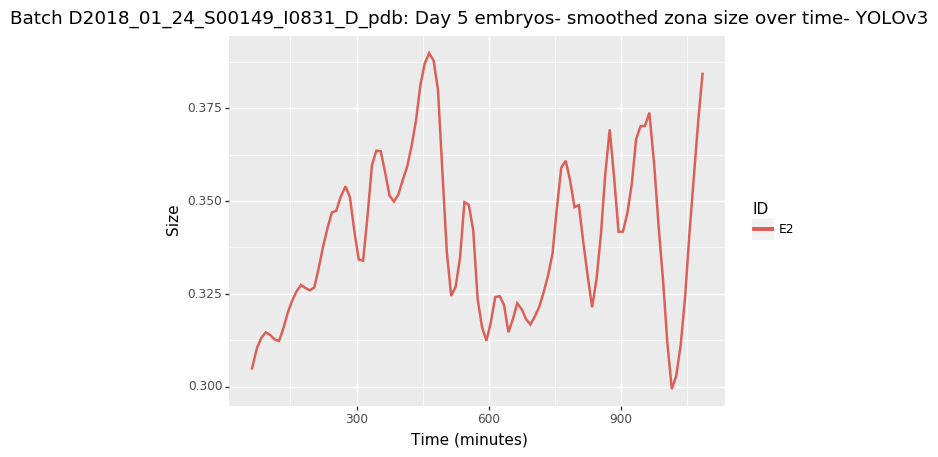 Batch D2018_01_24_S00149_I0831_D_pdb: Day 5 embryos- smoothed zona size over time- YOLOv3
0.375
0.350
0.325
0.300
Size
300
600
900
Time (minutes)
ID
E2